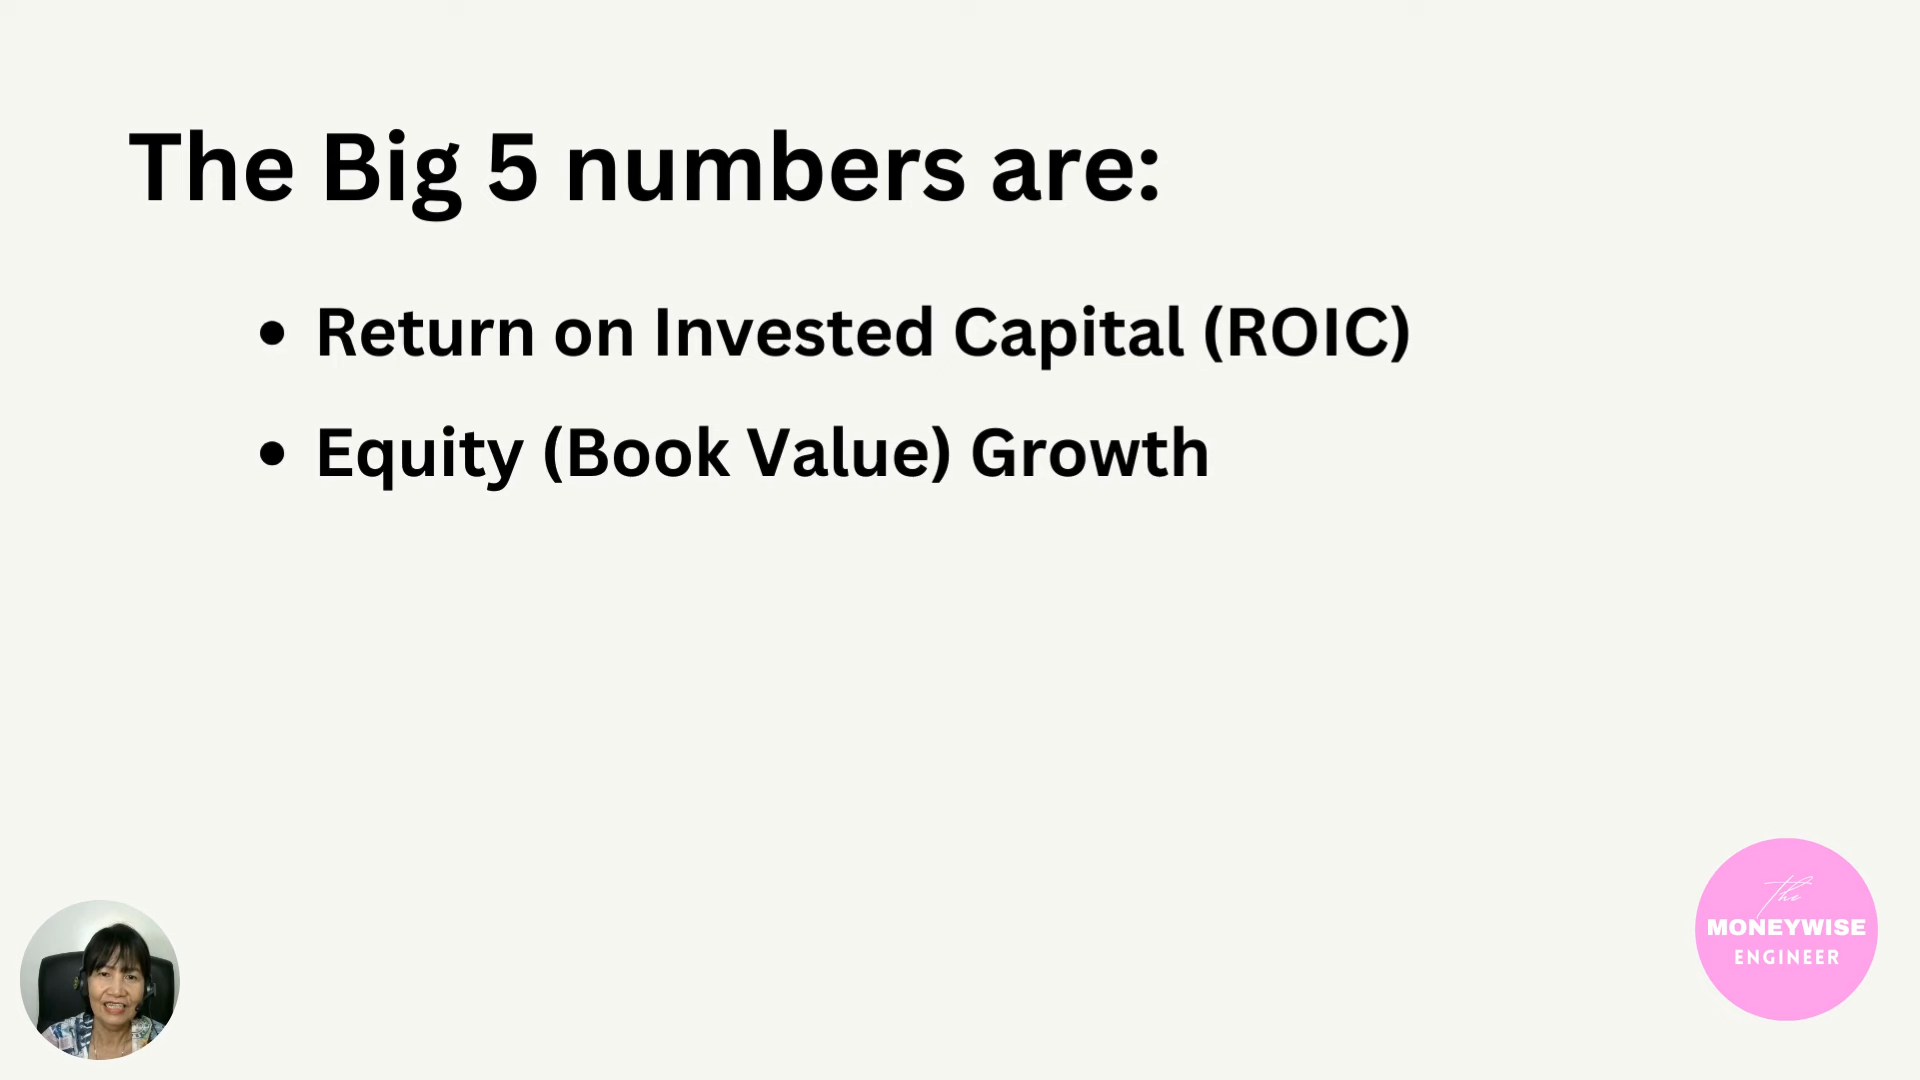 The Big 5 numbers are:
• Return on Invested Capital (ROIC)
• Equity (Book Value) Growth
the
MONEYWISE
ENGINEER